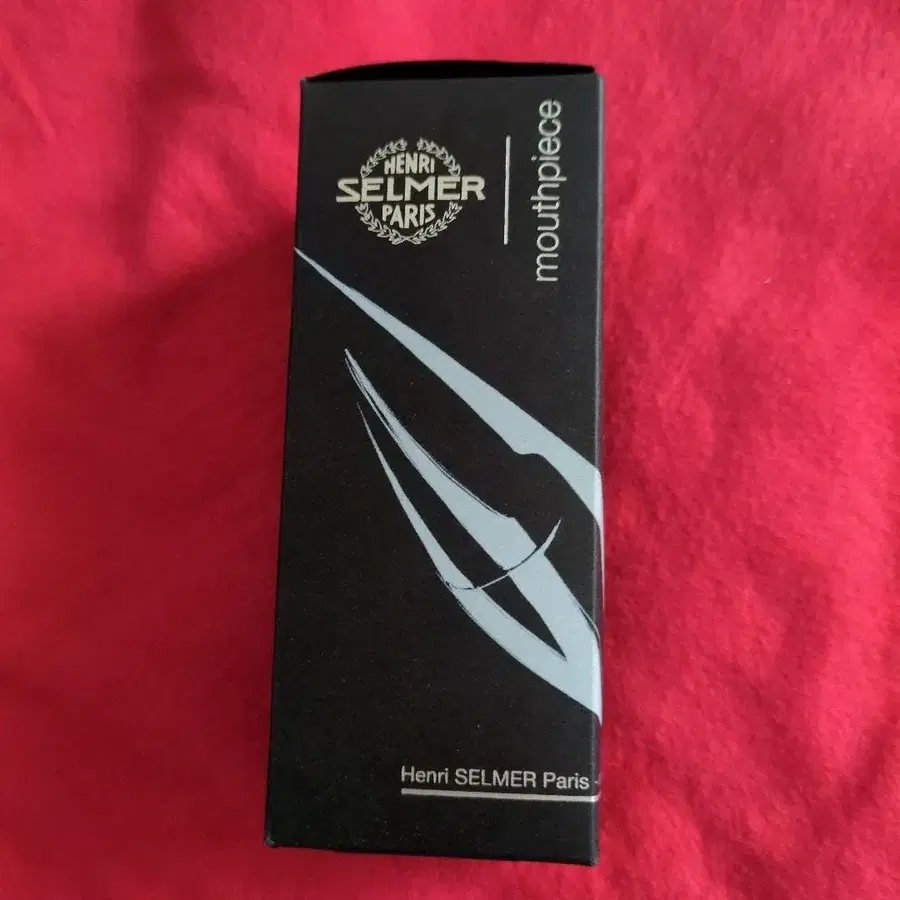 HENRI
SELMER
PARIS
mouthpiece
Henri SELMER Paris